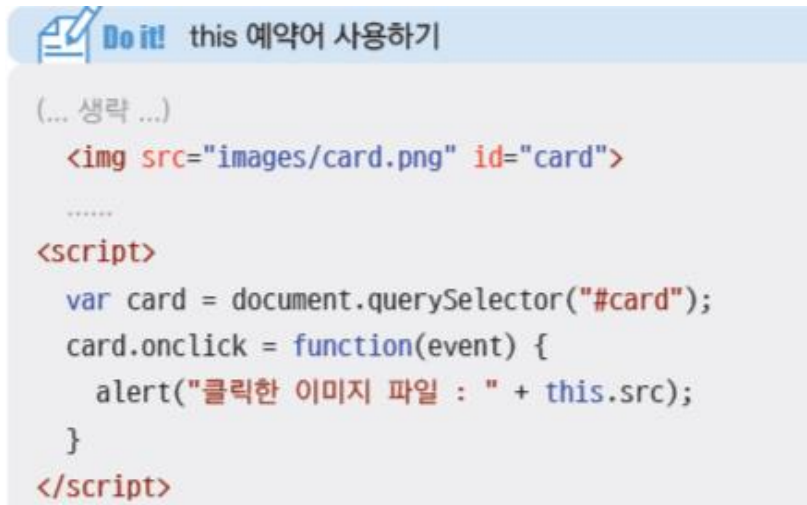 Do it! this 예약어 사용하기
(... 생략 ...)
<img src="images/card.png" id="card">
......
<script>
var card = document.querySelector("#card");
card.onclick = function(event) {
alert("클릭한 이미지 파일 : " + this.src);
}
</script>